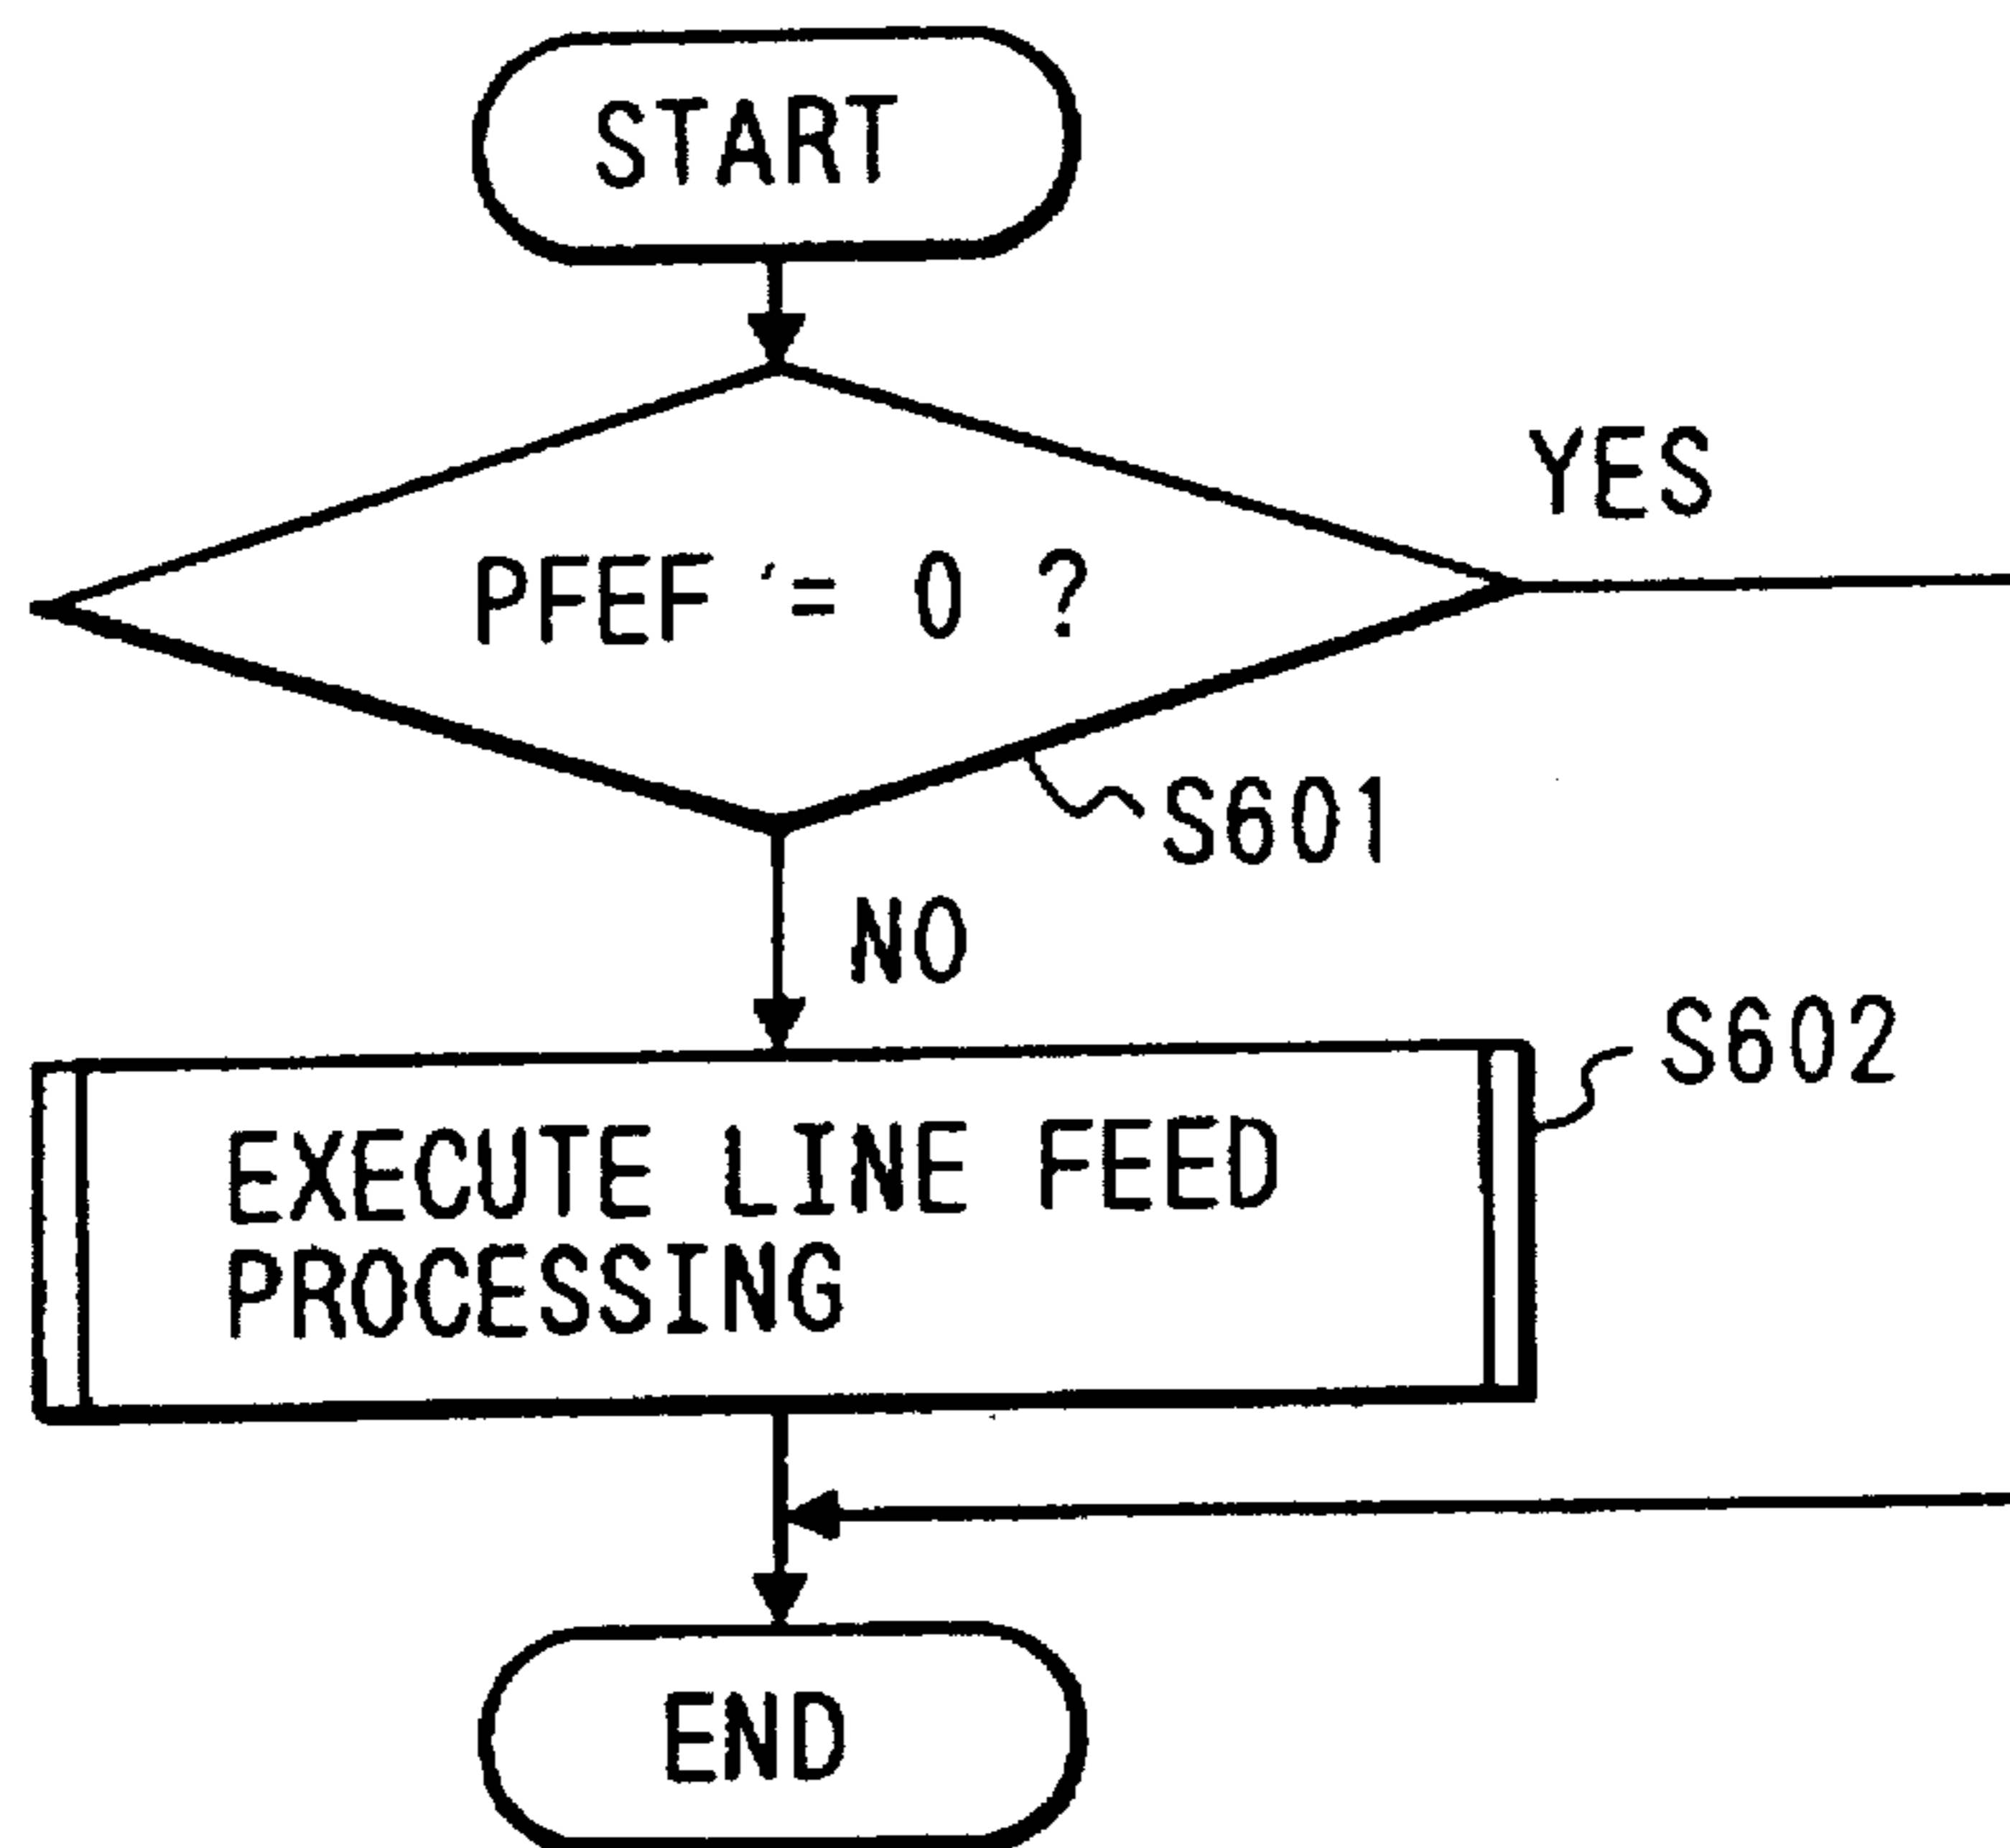 START
YES
PFEF'= 0 ?
S601
NO
S602
EXECUTE LINE FEED
PROCESSING
END